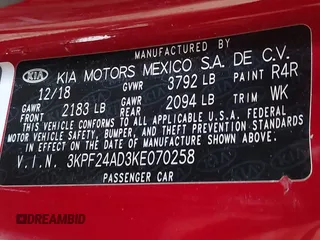 MANUFACTURED BY
KIA KIA MOTORS MEXICO S.A. DE C.V.
12/18 GVWR 3792 LB PAINT R4R
GAWR FRONT 2183 LB GAWR REAR 2094 LB TRIM WK
THIS VEHICLE CONFORMS TO ALL APPLICABLE U.S.A. FEDERAL
MOTOR VEHICLE SAFETY, BUMPER, AND THEFT PREVENTION STANDARDS
IN EFFECT ON THE DATE OF MANUFACTURE SHOWN ABOVE.
V.I.N. 3KPF24AD3KE070258
PASSENGER CAR
DREAMBID